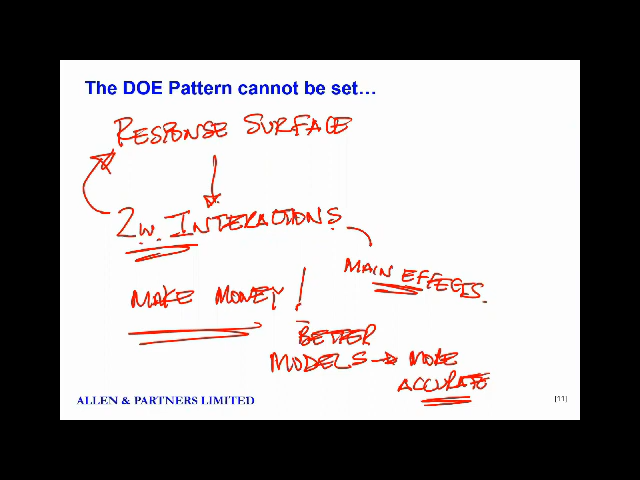 The DOE Pattern cannot be set…
RESPONSE SURFACE
2W. INTERACTIONS
MAIN EFFECTS.
MAKE MONEY!
BETTER
MODELS → MORE
ACCURATE
ALLEN & PARTNERS LIMITED
[11]